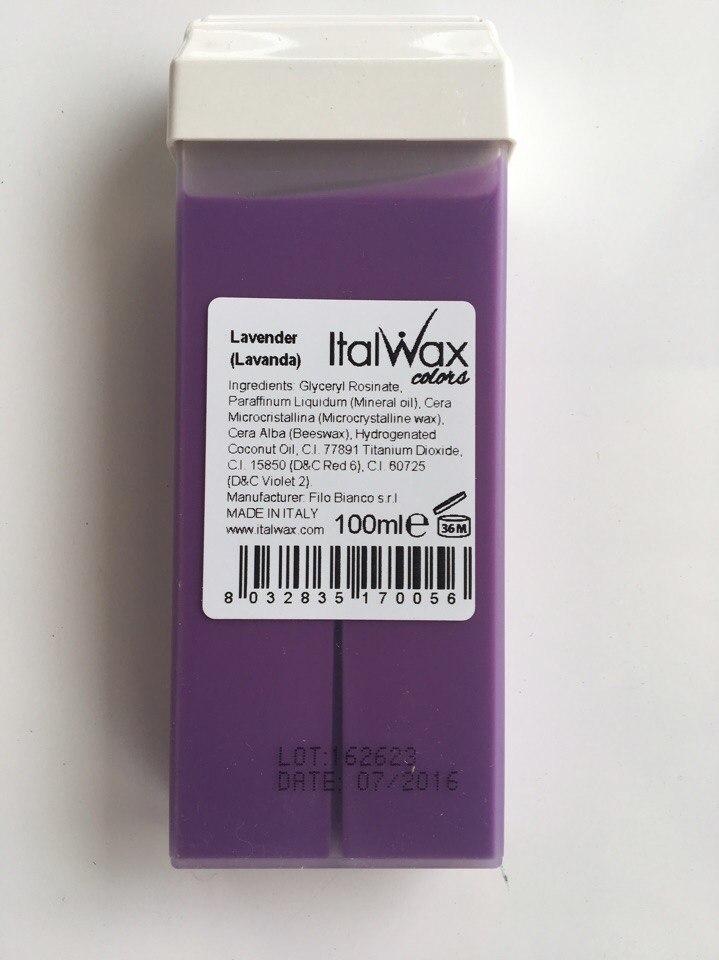 Lavender
(Lavanda)
ItalWax
colors
Ingredients: Glyceryl Rosinate,
Paraffinum Liquidum (Mineral oil), Cera
Microcristallina (Microcrystalline wax),
Cera Alba (Beeswax), Hydrogenated
Coconut Oil, C.I. 77891 Titanium Dioxide,
C.I. 15850 (D&C Red 6), C.I. 60725
(D&C Violet 2).
Manufacturer: Filo Bianco s.r.l
MADE IN ITALY
www.italwax.com 100ml e 36 M
8 032835 170056
LOT:162623
DATE: 07/2016